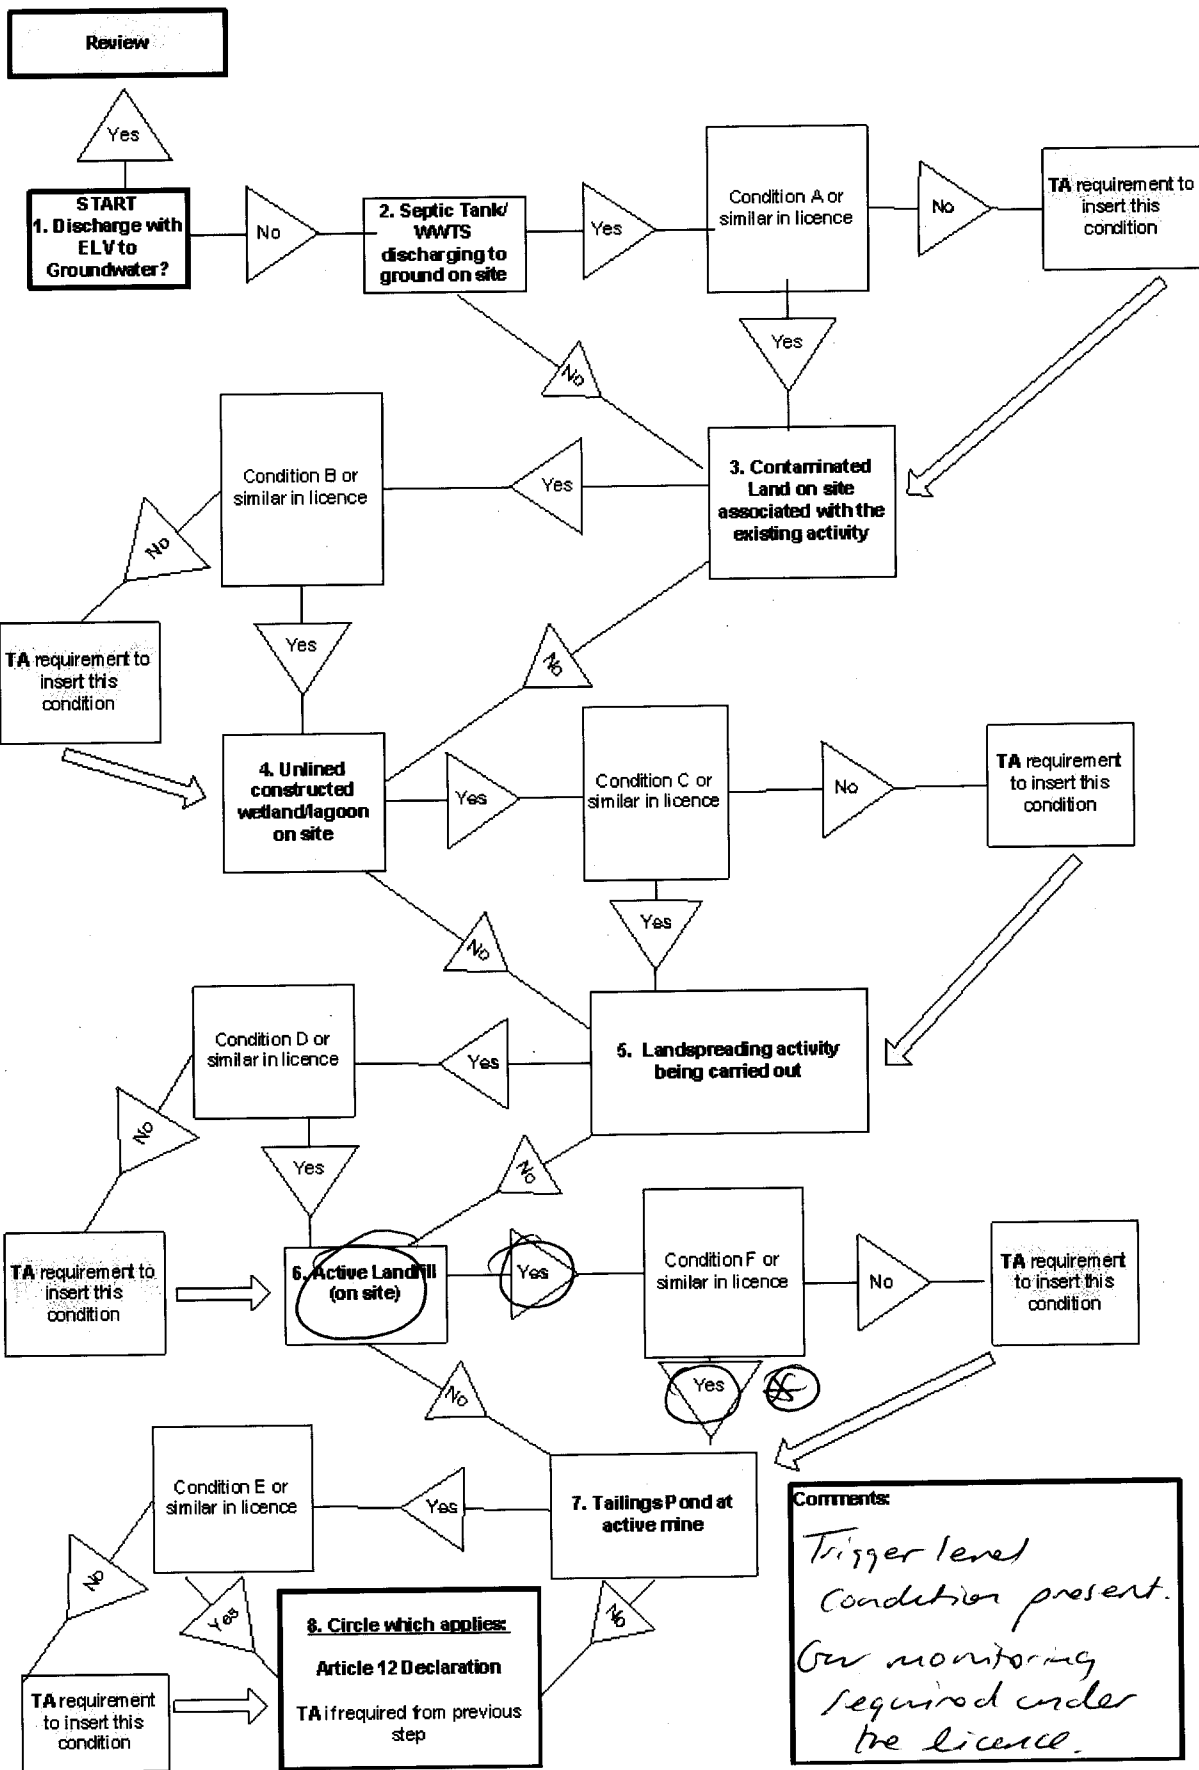 Review
Yes
START
1. Discharge with
ELV to
Groundwater?
No
2. Septic Tank/
WWTS
discharging to
ground on site
Yes
Condition A or
similar in licence
No
TA requirement to
insert this
condition
Yes
No
3. Contaminated
Land on site
associated with the
existing activity
Yes
Condition B or
similar in licence
No
TA requirement to
insert this
condition
Yes
No
4. Unlined
constructed
wetland/lagoon
on site
Yes
Condition C or
similar in licence
No
TA requirement
to insert this
condition
Yes
No
5. Landspreading activity
being carried out
Yes
Condition D or
similar in licence
No
TA requirement to
insert this
condition
Yes
No
6. Active Landfill
(on site)
Yes
Condition F or
similar in licence
No
TA requirement
to insert this
condition
Yes
No
7. Tailings Pond at
active mine
Yes
Condition E or
similar in licence
No
TA requirement
to insert this
condition
Yes
No
8. Circle which applies:
Article 12 Declaration
TA if required from previous
step
Comments:
Trigger level
Condition present.
GW monitoring
required under
the licence.